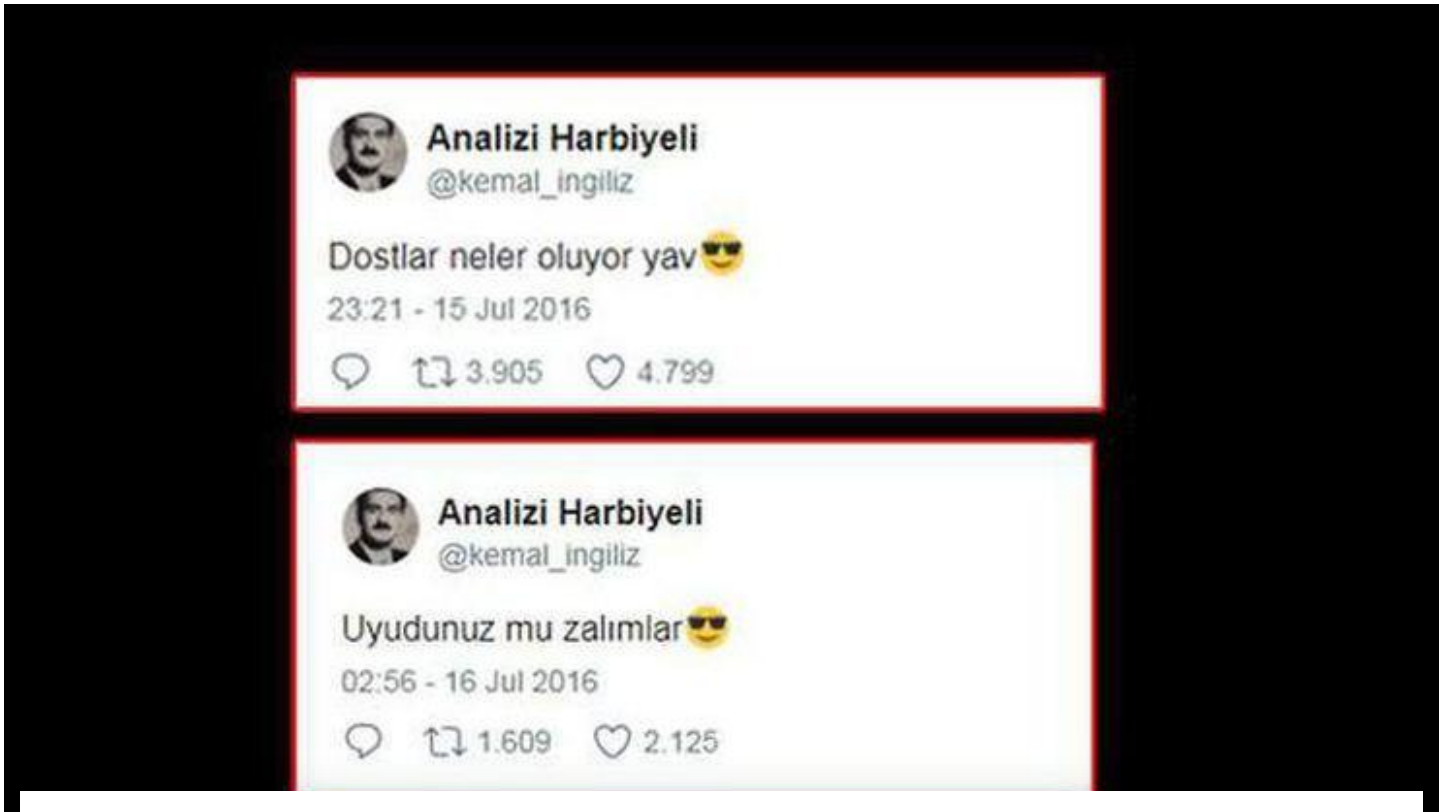 Analizi Harbiyeli
@kemal_ingiliz
Dostlar neler oluyor yav😎
23:21 - 15 Jul 2016
3.905 4.799
Analizi Harbiyeli
@kemal_ingiliz
Uyudunuz mu zalımlar😎
02:56 - 16 Jul 2016
1.609 2.125